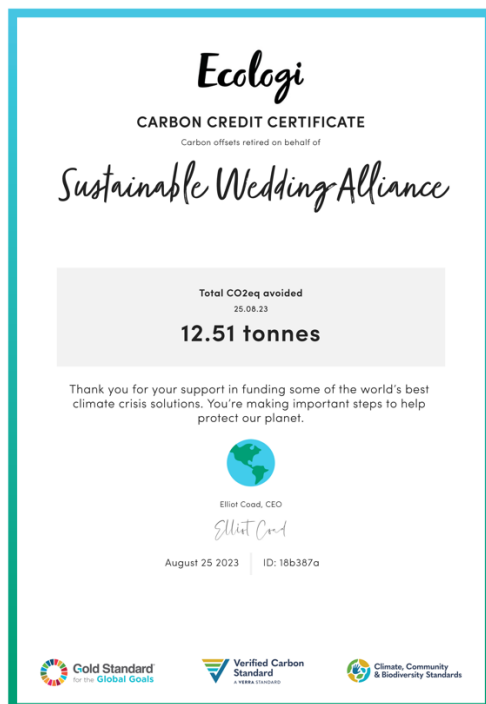 Ecologi
CARBON CREDIT CERTIFICATE
Carbon offsets retired on behalf of
Sustainable Wedding Alliance
Total CO2eq avoided
25.08.23
12.51 tonnes
Thank you for your support in funding some of the world's best
climate crisis solutions. You're making important steps to help
protect our planet.
Elliot Coad, CEO
Elliot Coad
August 25 2023 ID: 18b387a
Gold Standard
for the Global Goals
Verified Carbon
Standard
A VERRA STANDARD
Climate, Community
& Biodiversity Standards